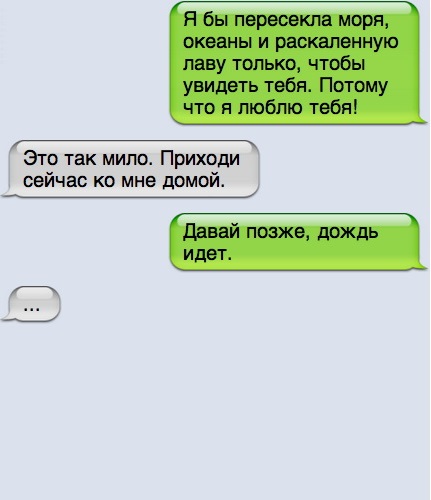 Я бы пересекла моря,
океаны и раскаленную
лаву только, чтобы
увидеть тебя. Потому
что я люблю тебя!
Это так мило. Приходи
сейчас ко мне домой.
Давай позже, дождь
идет.
...